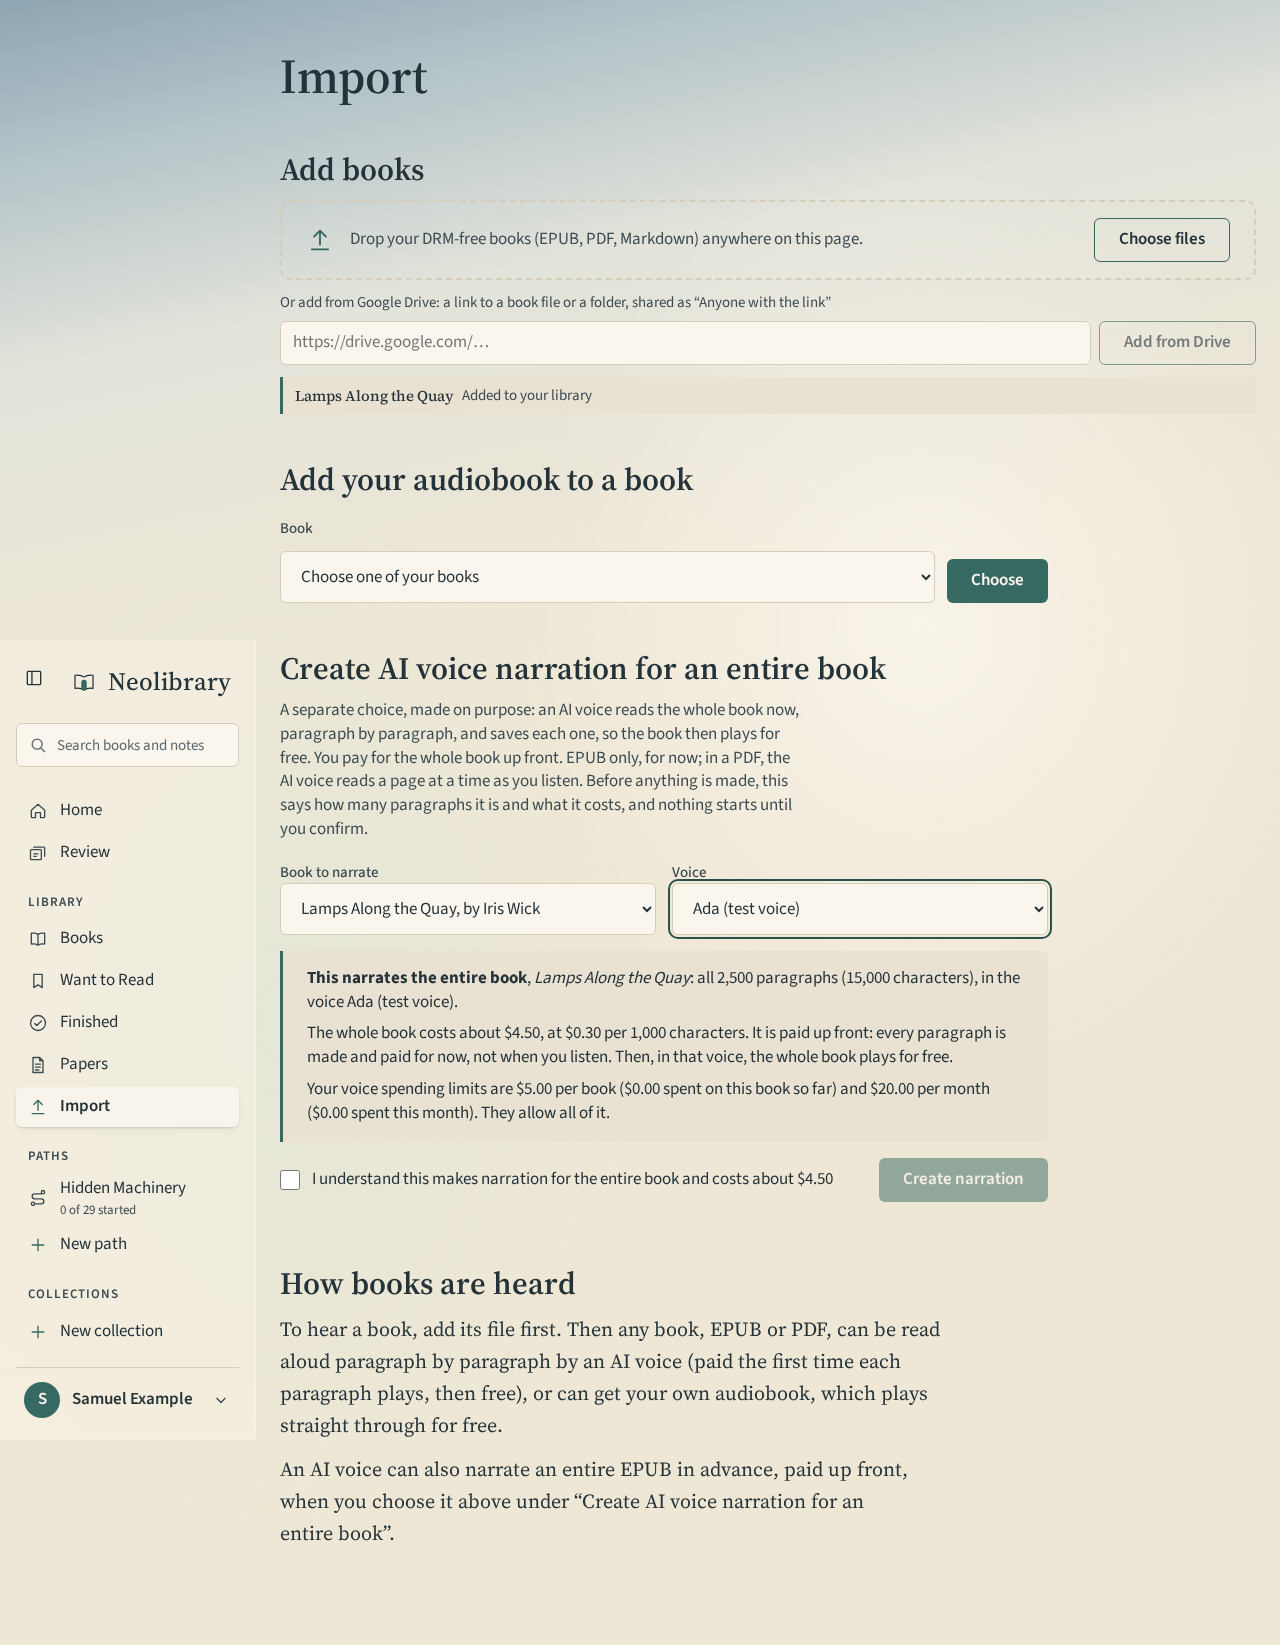 Import
Add books
Drop your DRM-free books (EPUB, PDF, Markdown) anywhere on this page.
Choose files
Or add from Google Drive: a link to a book file or a folder, shared as “Anyone with the link”
https://drive.google.com/…
Add from Drive
Lamps Along the Quay Added to your library
Add your audiobook to a book
Book
Choose one of your books
Choose
Neolibrary
Search books and notes
Home
Review
LIBRARY
Books
Want to Read
Finished
Papers
Import
PATHS
Hidden Machinery
0 of 29 started
New path
COLLECTIONS
New collection
S
Samuel Example
Create AI voice narration for an entire book
A separate choice, made on purpose: an AI voice reads the whole book now,
paragraph by paragraph, and saves each one, so the book then plays for
free. You pay for the whole book up front. EPUB only, for now; in a PDF, the
AI voice reads a page at a time as you listen. Before anything is made, this
says how many paragraphs it is and what it costs, and nothing starts until
you confirm.
Book to narrate
Lamps Along the Quay, by Iris Wick
Voice
Ada (test voice)
This narrates the entire book, Lamps Along the Quay: all 2,500 paragraphs (15,000 characters), in the
voice Ada (test voice).
The whole book costs about $4.50, at $0.30 per 1,000 characters. It is paid up front: every paragraph is
made and paid for now, not when you listen. Then, in that voice, the whole book plays for free.
Your voice spending limits are $5.00 per book ($0.00 spent on this book so far) and $20.00 per month
($0.00 spent this month). They allow all of it.
I understand this makes narration for the entire book and costs about $4.50
Create narration
How books are heard
To hear a book, add its file first. Then any book, EPUB or PDF, can be read
aloud paragraph by paragraph by an AI voice (paid the first time each
paragraph plays, then free), or can get your own audiobook, which plays
straight through for free.
An AI voice can also narrate an entire EPUB in advance, paid up front,
when you choose it above under “Create AI voice narration for an
entire book”.